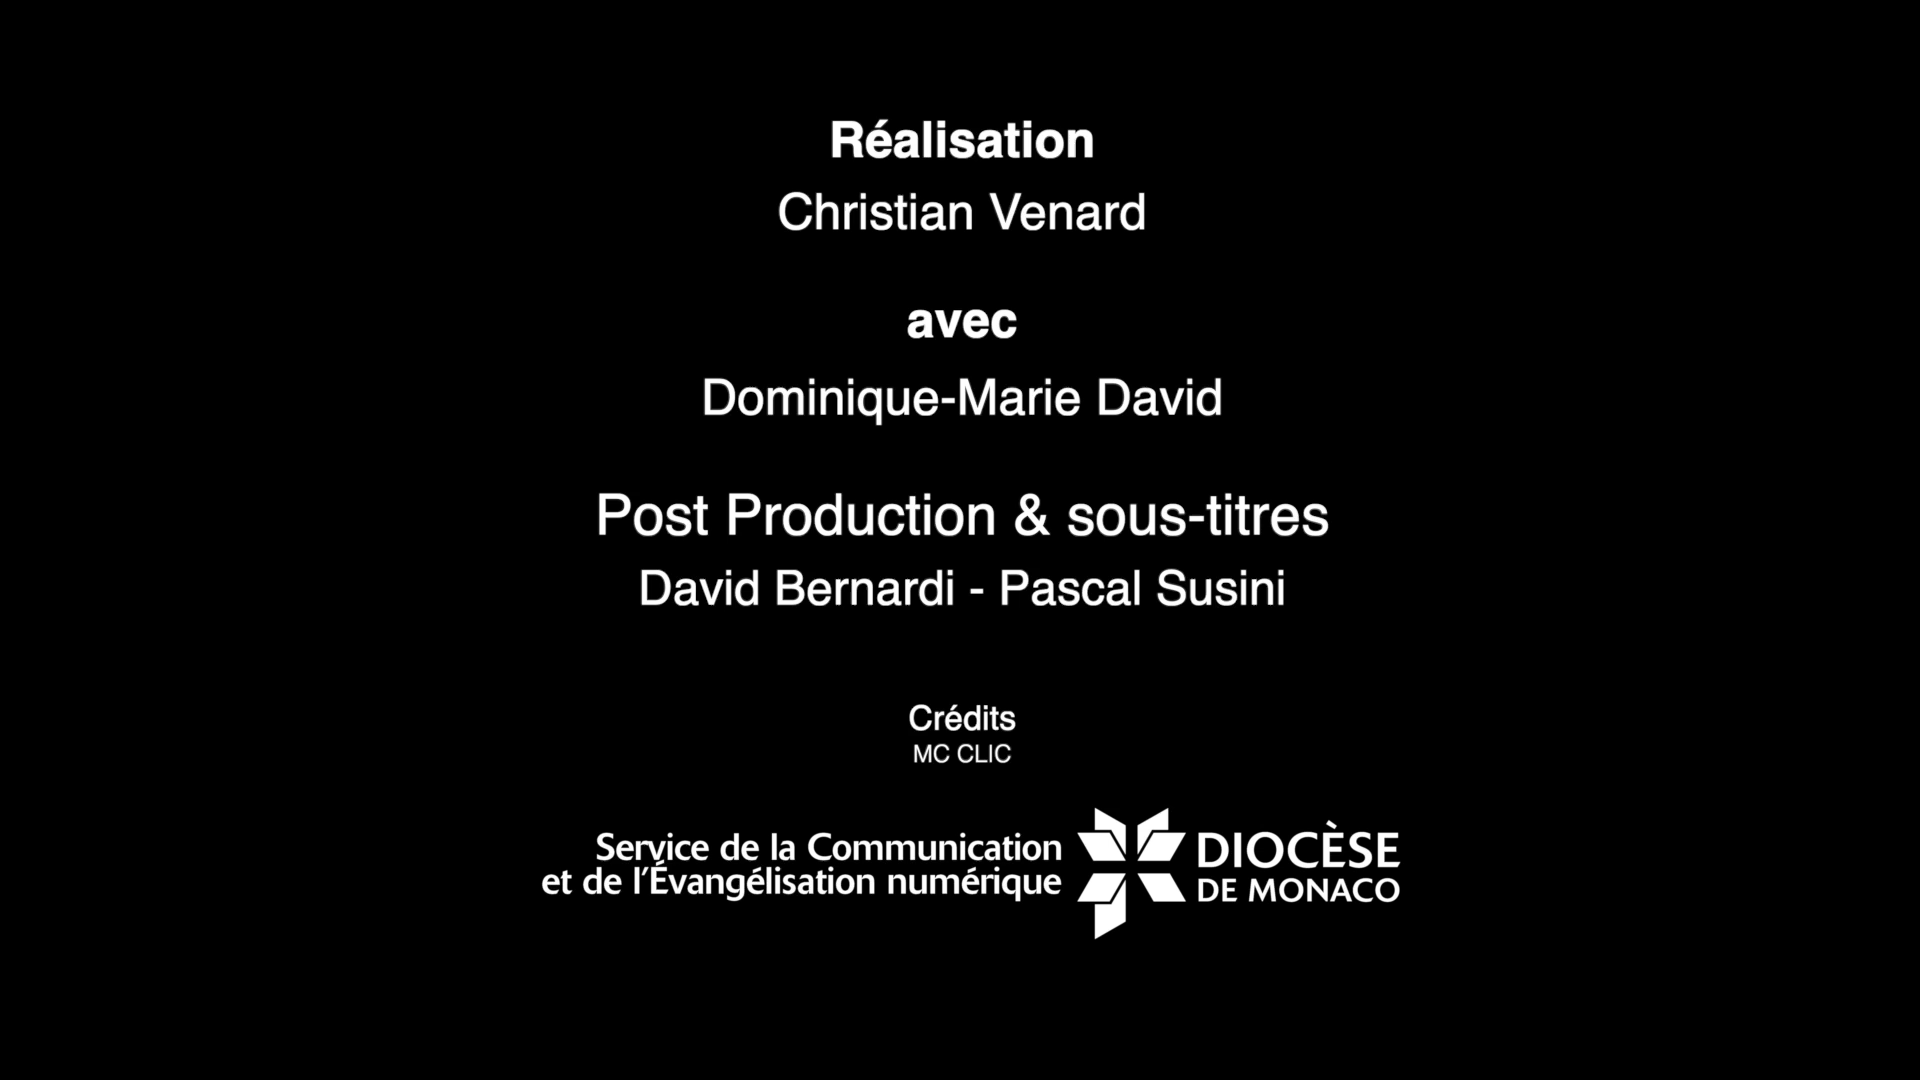 Réalisation
Christian Venard
avec
Dominique-Marie David
Post Production & sous-titres
David Bernardi - Pascal Susini
Crédits
MC CLIC
Service de la Communication
et de l'Évangélisation numérique
DIOCÈSE
DE MONACO